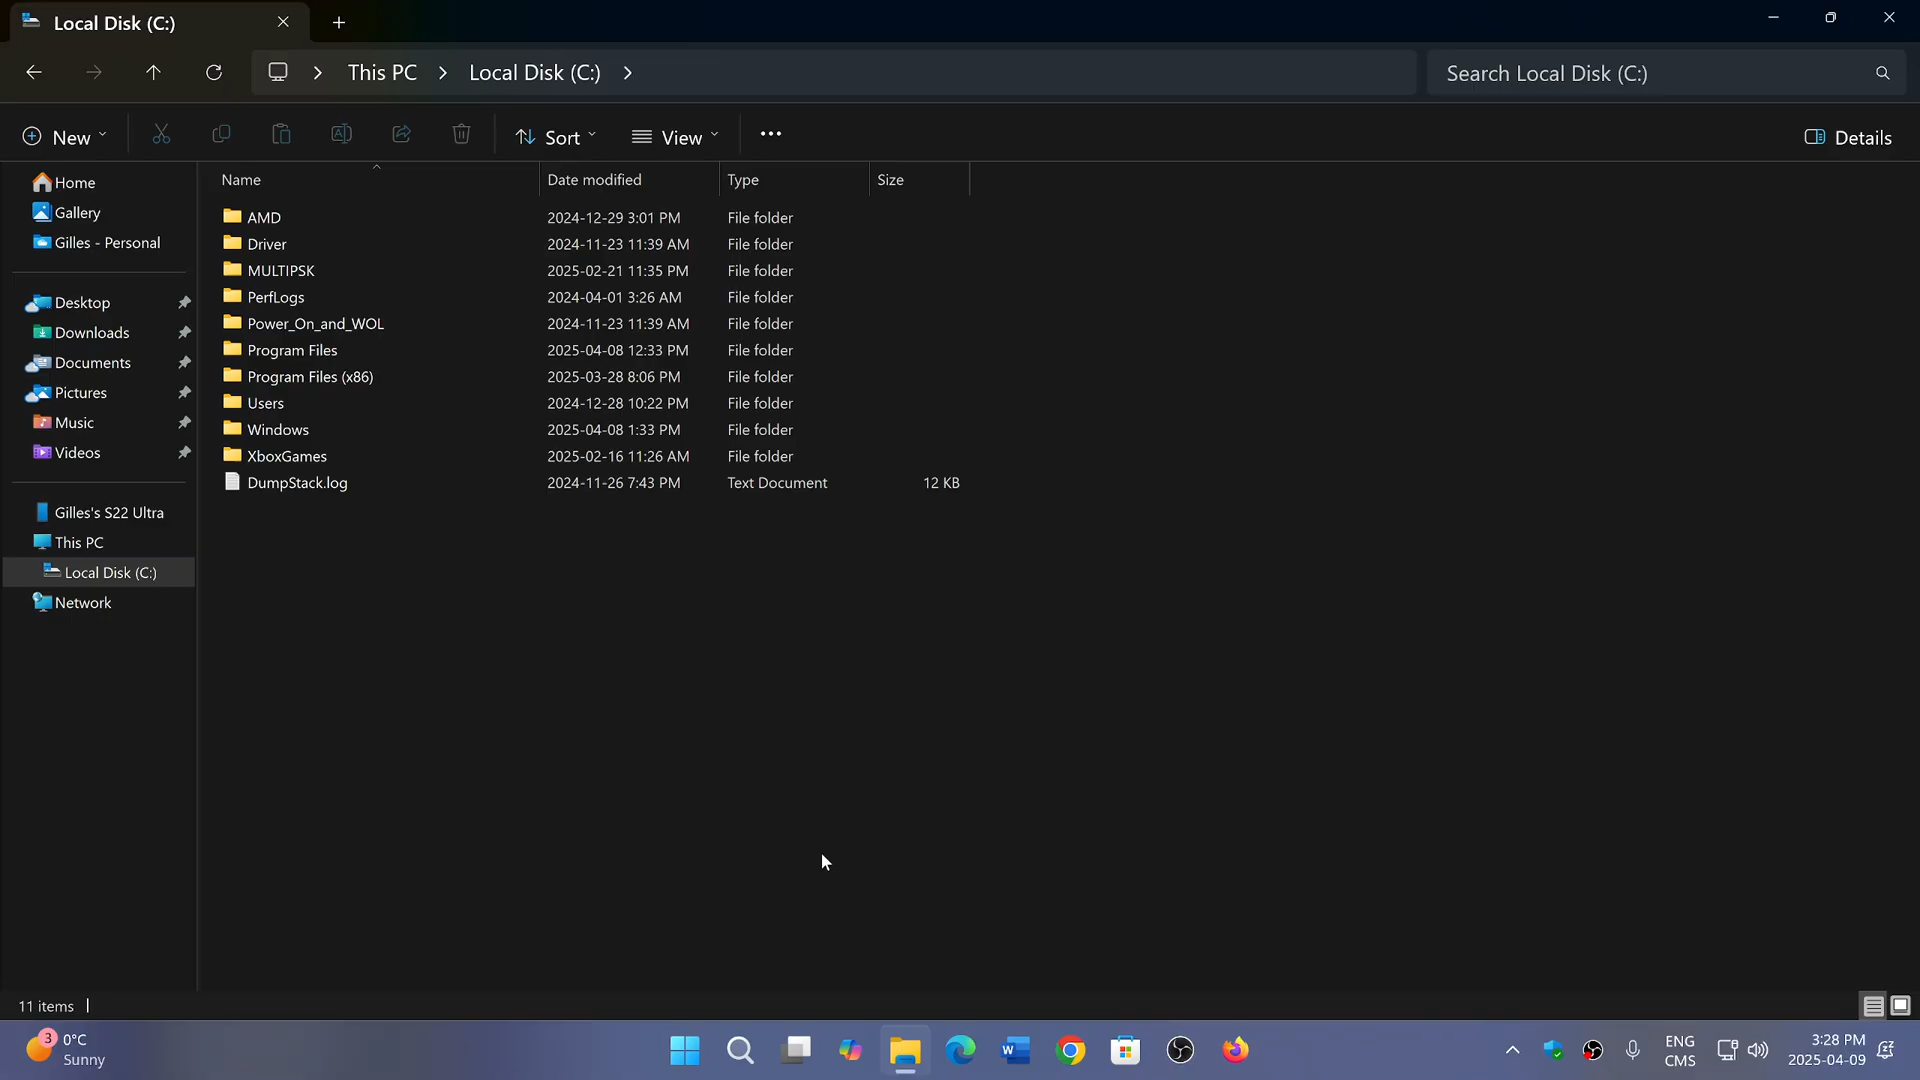 Local Disk (C:)
This PC > Local Disk (C:) >
Search Local Disk (C:)
New
Sort
View
Details
Name Date modified Type Size
AMD 2024-12-29 3:01 PM File folder
Driver 2024-11-23 11:39 AM File folder
MULTIPSK 2025-02-21 11:35 PM File folder
PerfLogs 2024-04-01 3:26 AM File folder
Power_On_and_WOL 2024-11-23 11:39 AM File folder
Program Files 2025-04-08 12:33 PM File folder
Program Files (x86) 2025-03-28 8:06 PM File folder
Users 2024-12-28 10:22 PM File folder
Windows 2025-04-08 1:33 PM File folder
XboxGames 2025-02-16 11:26 AM File folder
DumpStack.log 2024-11-26 7:43 PM Text Document 12 KB
Home
Gallery
Gilles - Personal
Desktop
Downloads
Documents
Pictures
Music
Videos
Gilles's S22 Ultra
This PC
Local Disk (C:)
Network
11 items
3
0°C
Sunny
W
ENG
CMS
3:28 PM
2025-04-09